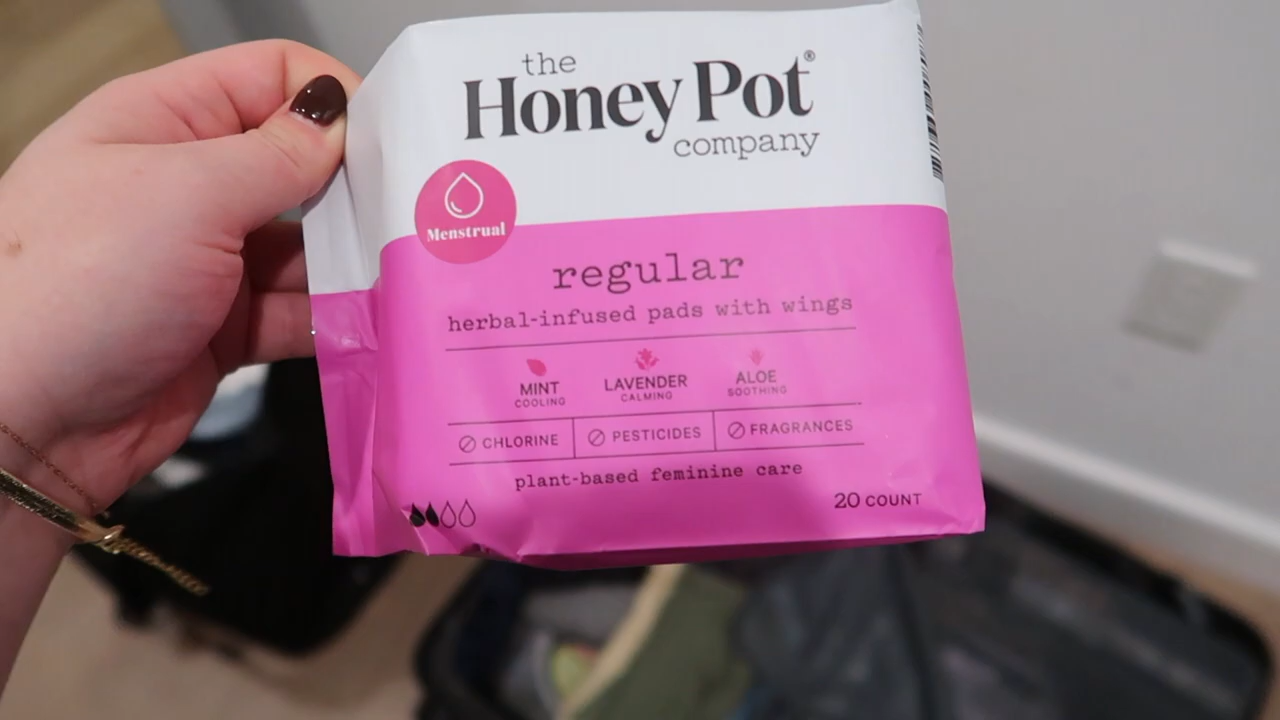 the
Honey Pot®
company
Menstrual
regular
herbal-infused pads with wings
MINT LAVENDER ALOE
COOLING CALMING SOOTHING
CHLORINE PESTICIDES FRAGRANCES
plant-based feminine care
20 COUNT